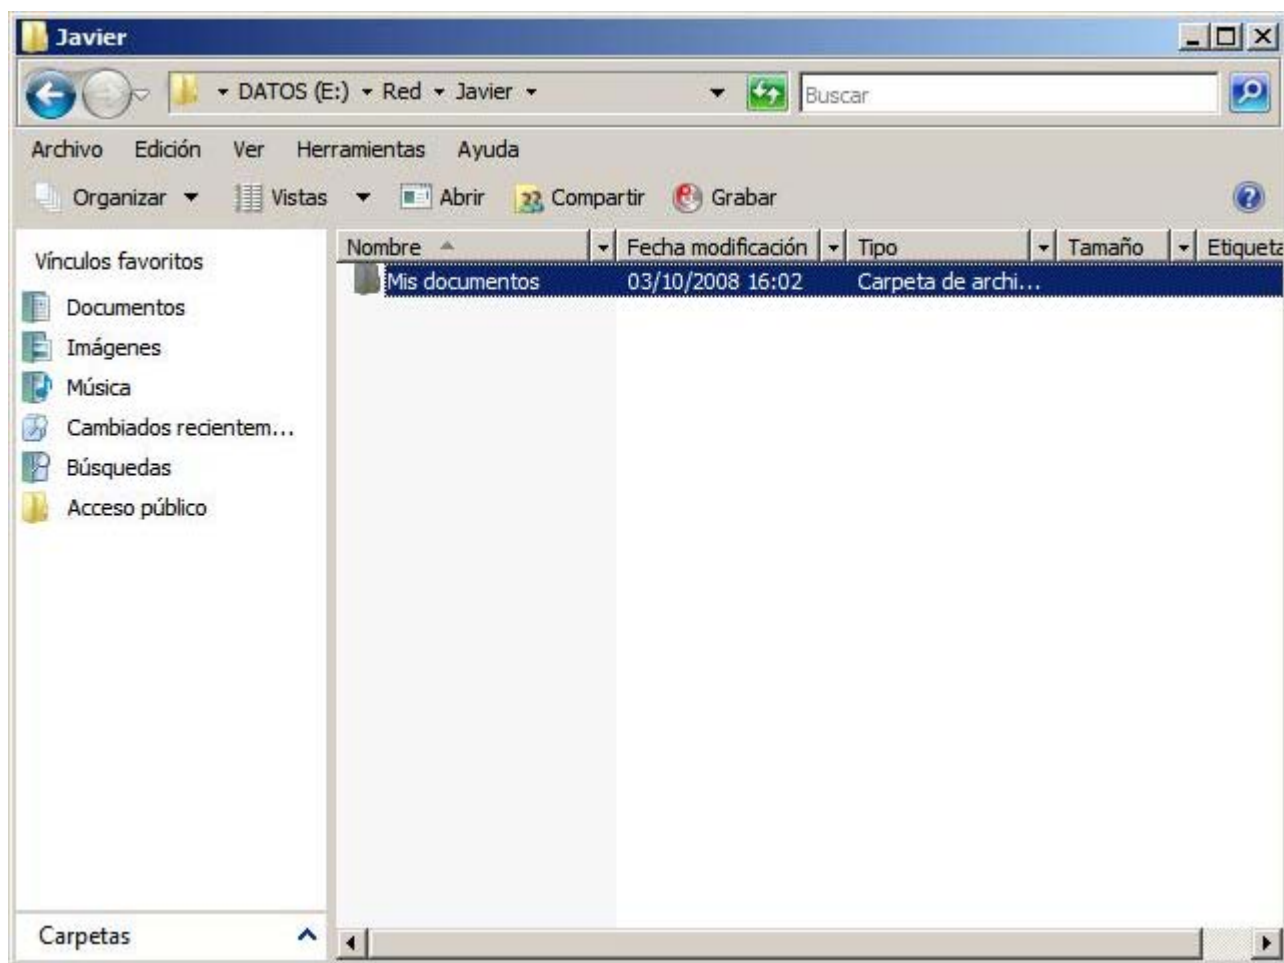 Javier
DATOS (E:) Red Javier
Buscar
Archivo Edición Ver Herramientas Ayuda
Organizar Vistas Abrir Compartir Grabar
Vínculos favoritos
Documentos
Imágenes
Música
Cambiados recientem...
Búsquedas
Acceso público
Carpetas
Nombre Fecha modificación Tipo Tamaño Etiqueta
Mis documentos 03/10/2008 16:02 Carpeta de archi...